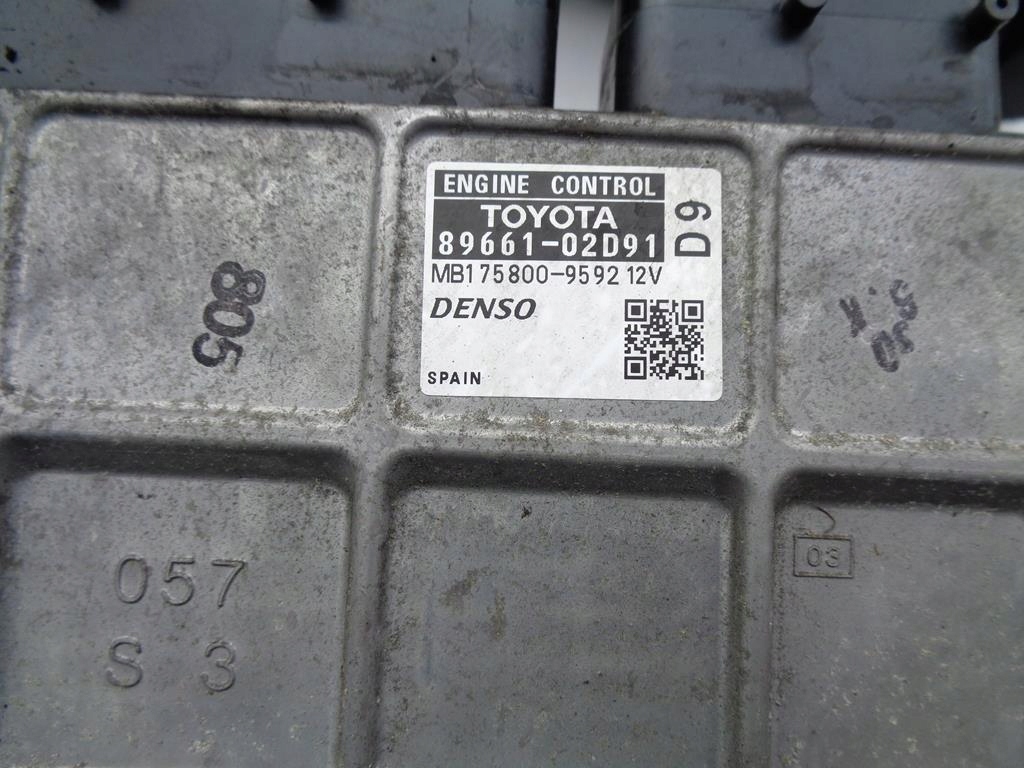 ENGINE CONTROL
TOYOTA
89661-02D91
D9
MB175800-9592 12V
DENSO
SPAIN
805
057
S 3
03